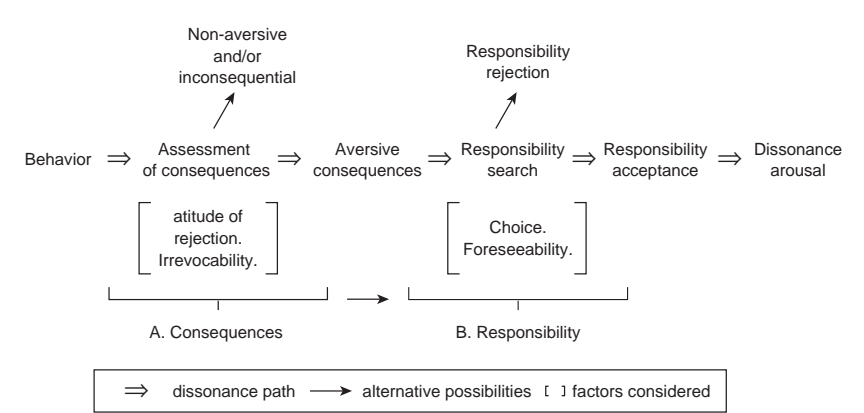 Non-aversive
and/or
inconsequential
Responsibility
rejection
Behavior ⇒ Assessment
of consequences ⇒ Aversive
consequences ⇒ Responsibility
search ⇒ Responsibility
acceptance ⇒ Dissonance
arousal
atitude of
rejection.
Irrevocability.
Choice.
Foreseeability.
A. Consequences
B. Responsibility
⇒ dissonance path ⟶ alternative possibilities [ ] factors considered